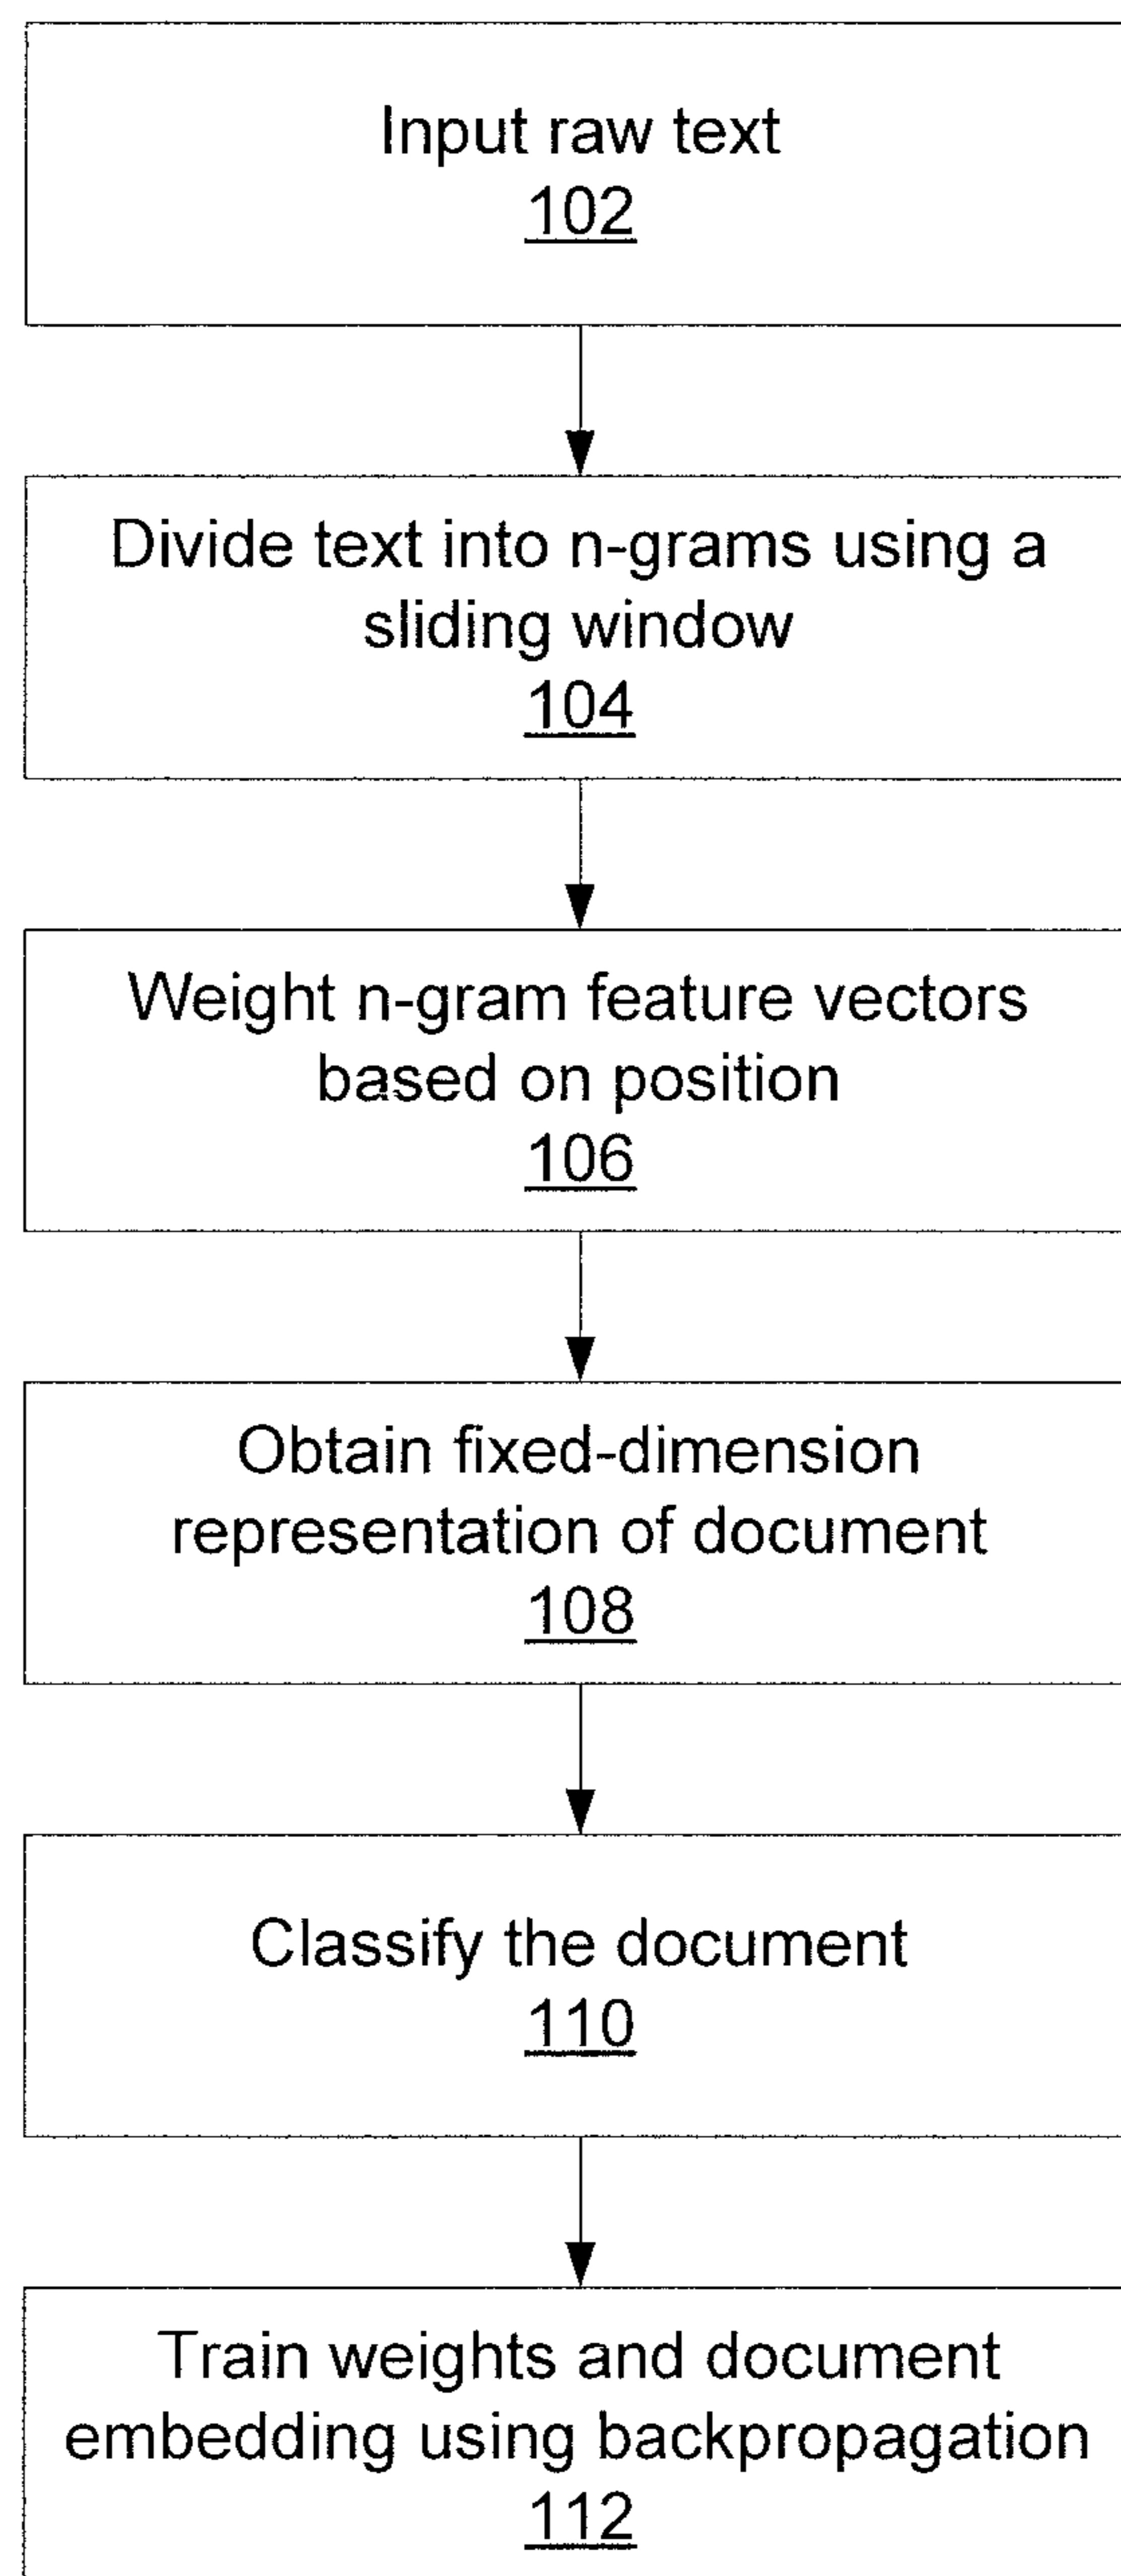 Input raw text
102
Divide text into n-grams using a
sliding window
104
Weight n-gram feature vectors
based on position
106
Obtain fixed-dimension
representation of document
108
Classify the document
110
Train weights and document
embedding using backpropagation
112